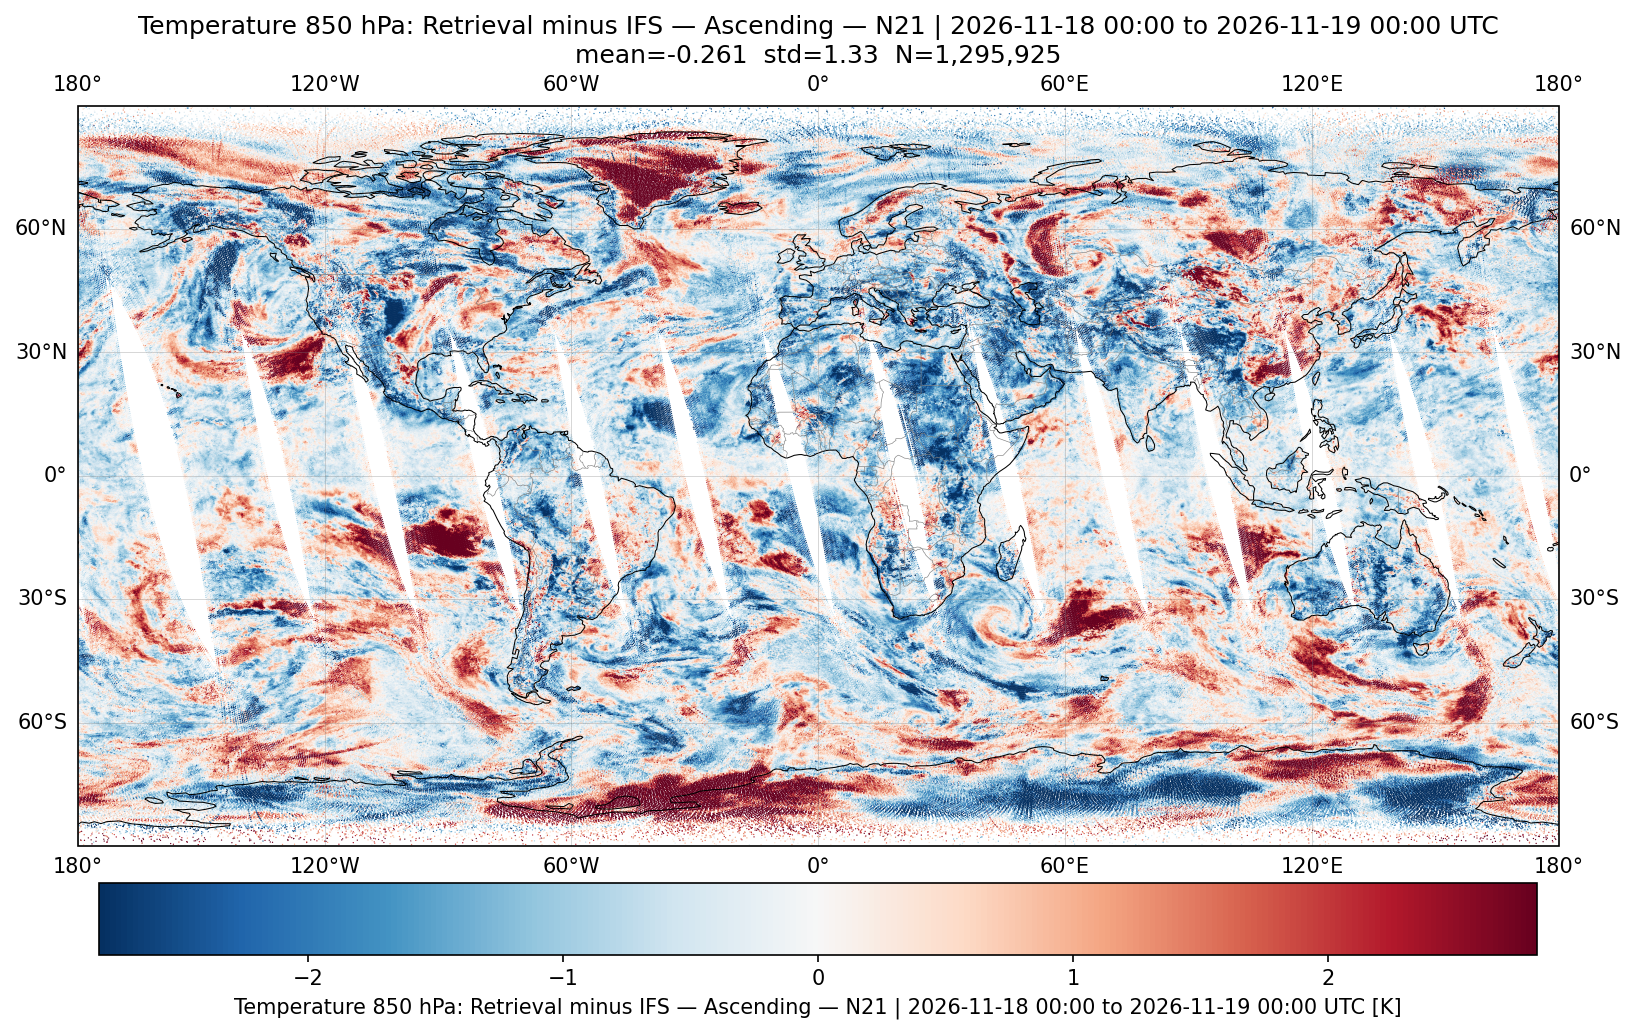 Temperature 850 hPa: Retrieval minus IFS — Ascending — N21 | 2026-11-18 00:00 to 2026-11-19 00:00 UTC
mean=-0.261  std=1.33  N=1,295,925
180° 120°W 60°W 0° 60°E 120°E 180°
60°N 60°N
30°N 30°N
0° 0°
30°S 30°S
60°S 60°S
180° 120°W 60°W 0° 60°E 120°E 180°
−2 −1 0 1 2
Temperature 850 hPa: Retrieval minus IFS — Ascending — N21 | 2026-11-18 00:00 to 2026-11-19 00:00 UTC [K]